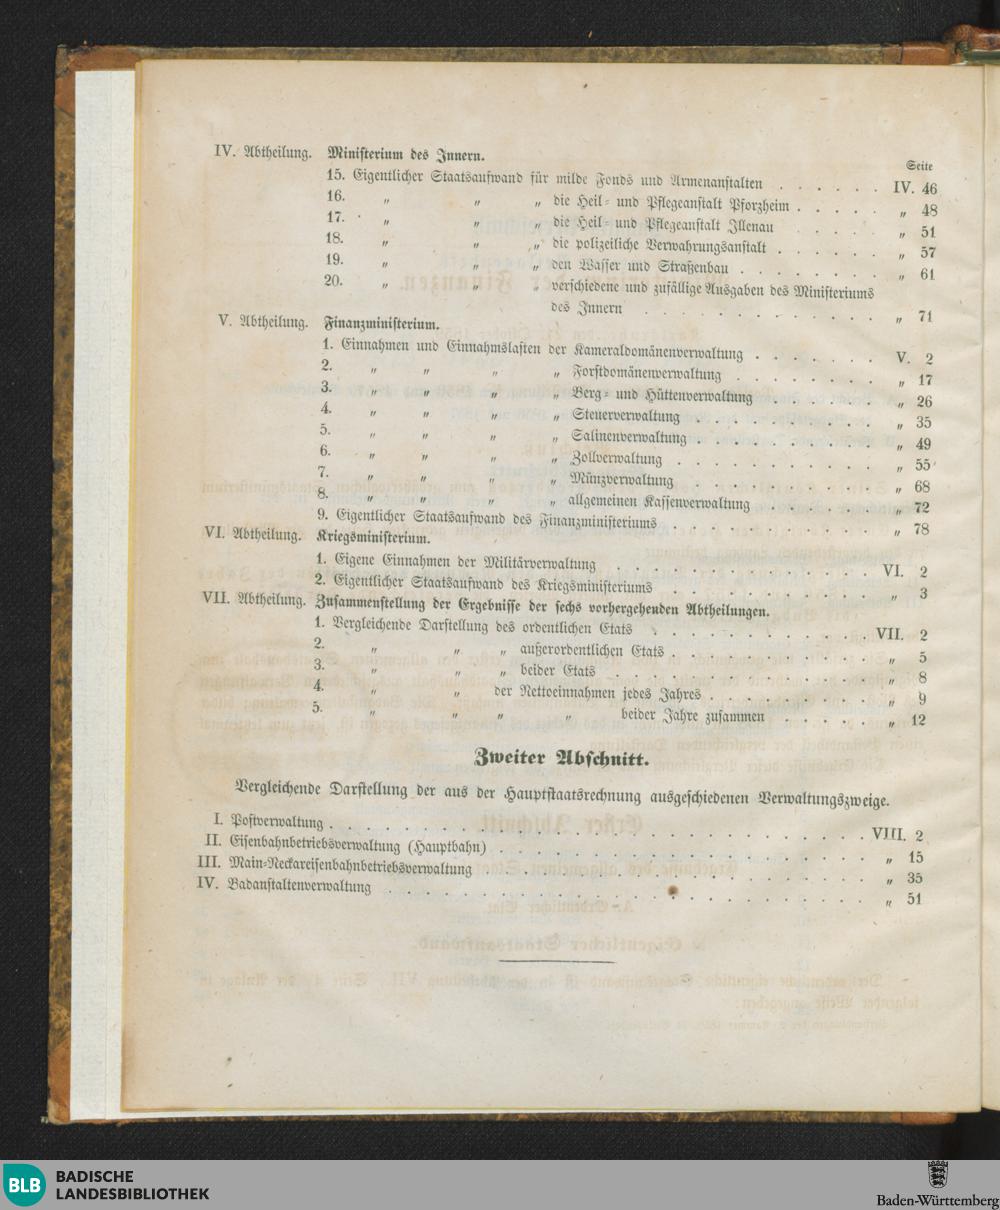 IV. Abtheilung. Ministerium des Innern.
Seite
15. Eigentlicher Staatsaufwand für milde Fonds und Armenanstalten . . . . . . IV. 46
16. „ „ „ die Heil- und Pflegeanstalt Pforzheim . . . . . „ 48
17. „ „ „ die Heil- und Pflegeanstalt Illenau . . . . . „ 51
18. „ „ „ die polizeiliche Verwahrungsanstalt . . . . . „ 57
19. „ „ „ den Wasser und Straßenbau . . . . . . . „ 61
20. „ „ „ verschiedene und zufällige Ausgaben des Ministeriums
des Innern . . . . . . . . . . . . „ 71
V. Abtheilung. Finanzministerium.
1. Einnahmen und Einnahmslasten der Kameraldomänenverwaltung . . . . . . . V. 2
2. „ „ „ „ Forstdomänenverwaltung . . . . . . . „ 17
3. „ „ „ „ Berg- und Hüttenverwaltung . . . . . . „ 26
4. „ „ „ „ Steuerverwaltung . . . . . . . . . „ 35
5. „ „ „ „ Salinenverwaltung . . . . . . . . . „ 49
6. „ „ „ „ Zollverwaltung . . . . . . . . . . „ 55
7. „ „ „ „ Münzverwaltung . . . . . . . . . „ 68
8. „ „ „ „ allgemeinen Kassenverwaltung . . . . . . „ 72
9. Eigentlicher Staatsaufwand des Finanzministeriums . . . . . . . . . . „ 78
VI. Abtheilung. Kriegsministerium.
1. Eigene Einnahmen der Militärverwaltung . . . . . . . . . . . . . VI. 2
2. Eigentlicher Staatsaufwand des Kriegsministeriums . . . . . . . . . . „ 3
VII. Abtheilung. Zusammenstellung der Ergebnisse der sechs vorhergehenden Abtheilungen.
1. Vergleichende Darstellung des ordentlichen Etats . . . . . . . . . . . VII. 2
2. „ „ „ außerordentlichen Etats . . . . . . . . . . „ 5
3. „ „ „ beider Etats . . . . . . . . . . . . „ 8
4. „ „ der Nettoeinnahmen jedes Jahres . . . . . . . . „ 9
5. „ „ „ „ beider Jahre zusammen . . . . . „ 12
Zweiter Abschnitt.
Vergleichende Darstellung der aus der Hauptstaatsrechnung ausgeschiedenen Verwaltungszweige.
I. Postverwaltung . . . . . . . . . . . . . . . . . . . . . . . VIII. 2
II. Eisenbahnbetriebsverwaltung (Hauptbahn) . . . . . . . . . . . . . . . . „ 15
III. Main-Neckareisenbahnbetriebsverwaltung . . . . . . . . . . . . . . . . „ 35
IV. Badanstaltenverwaltung . . . . . . . . . . . . . . . . . . . . . „ 51
BLB BADISCHE
LANDESBIBLIOTHEK
Baden-Württemberg